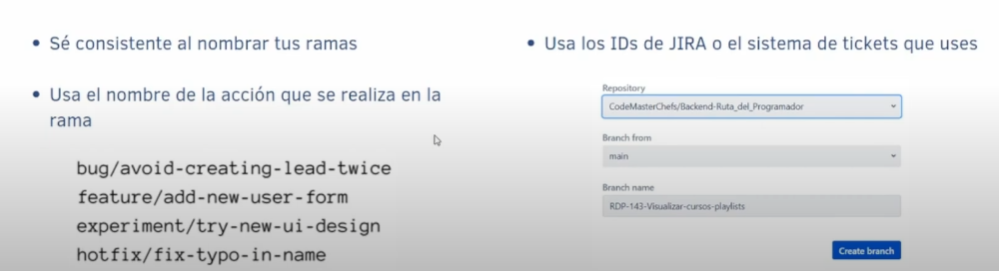 • Sé consistente al nombrar tus ramas
• Usa el nombre de la acción que se realiza en la
rama
bug/avoid-creating-lead-twice
feature/add-new-user-form
experiment/try-new-ui-design
hotfix/fix-typo-in-name
• Usa los IDs de JIRA o el sistema de tickets que uses
Repository
CodeMasterChefs/Backend-Ruta_del_Programador
Branch from
main
Branch name
RDP-143-Visualizar-cursos-playlists
Create branch